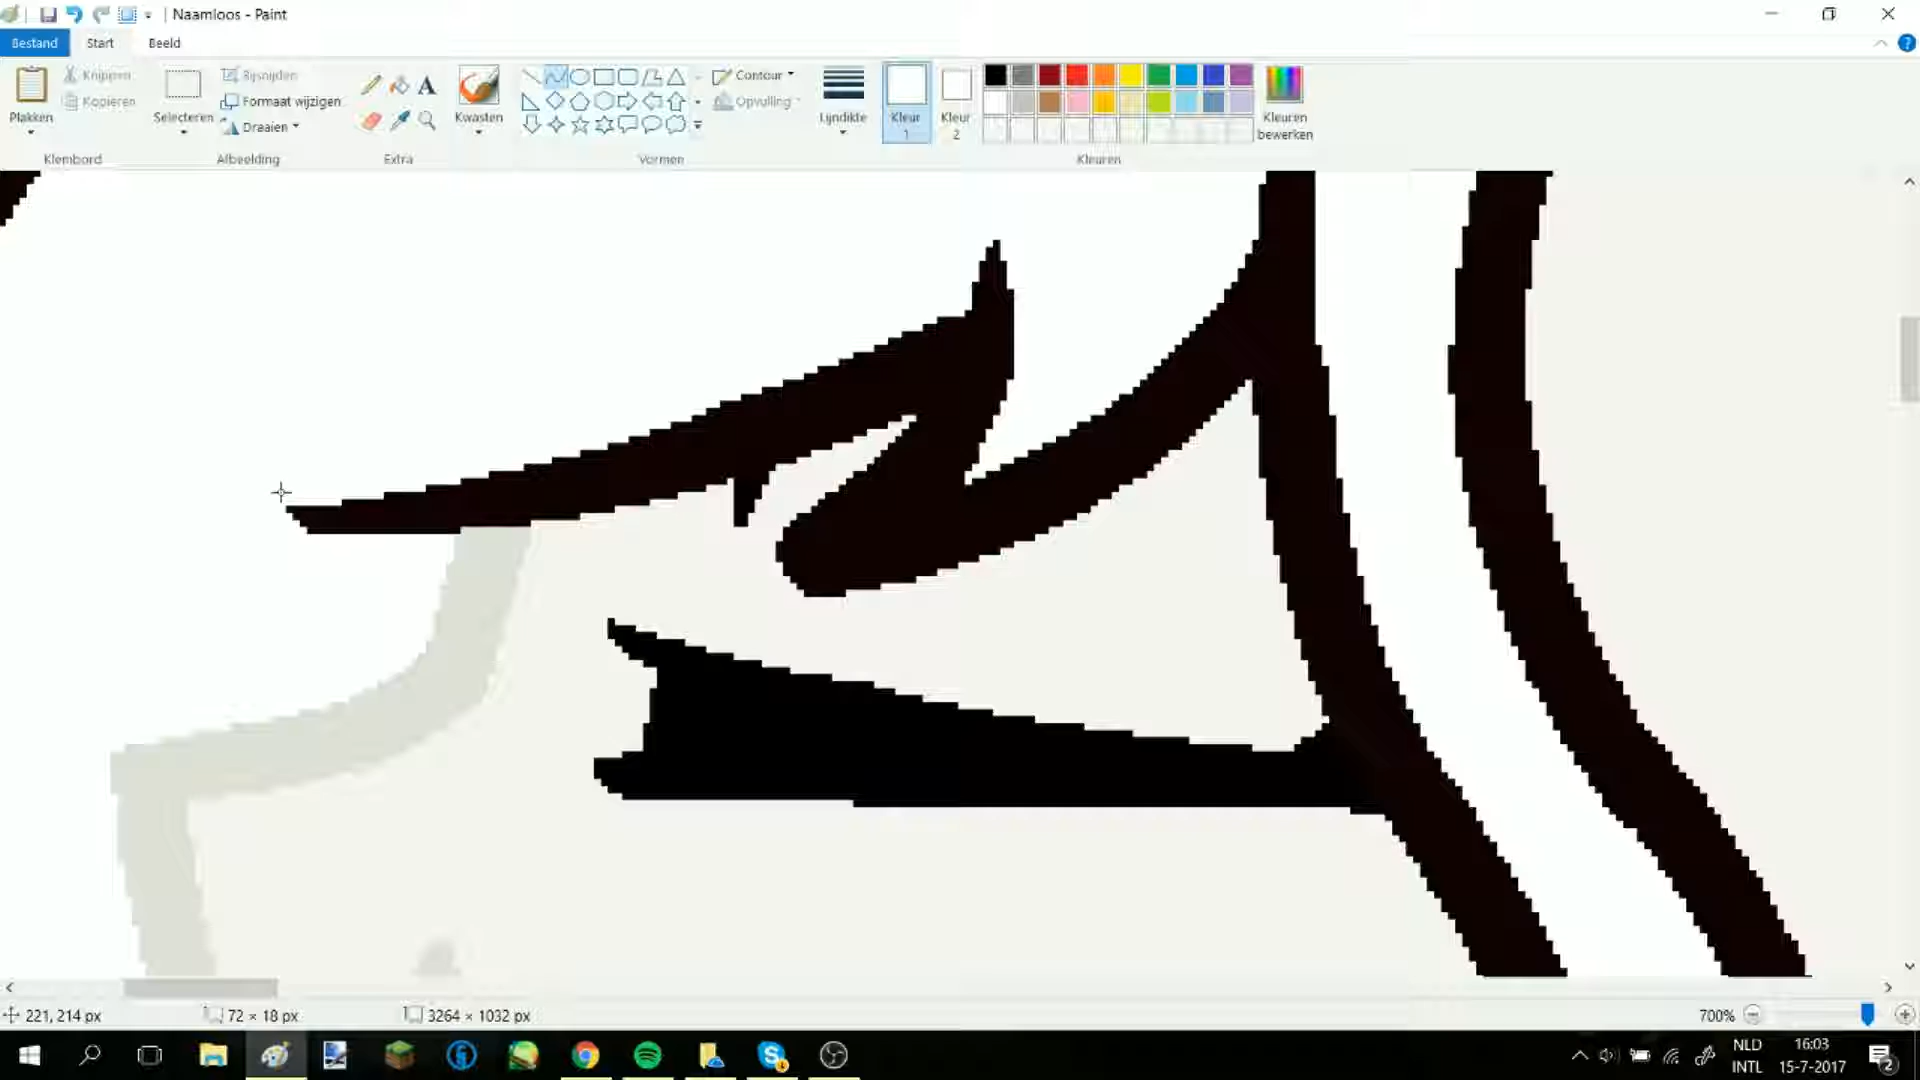 Naamloos - Paint
Bestand
Start
Beeld
Plakken
Knippen
Kopiëren
Klembord
Selecteren
Bijsnijden
Formaat wijzigen
Draaien
Afbeelding
A
Extra
Kwasten
Vormen
Contour
Opvulling
Lijndikte
Kleur
1
Kleur
2
Kleuren
bewerken
Kleuren
221, 214 px
72 × 18 px
3264 × 1032 px
700%
NLD
INTL
16:03
15-7-2017
2